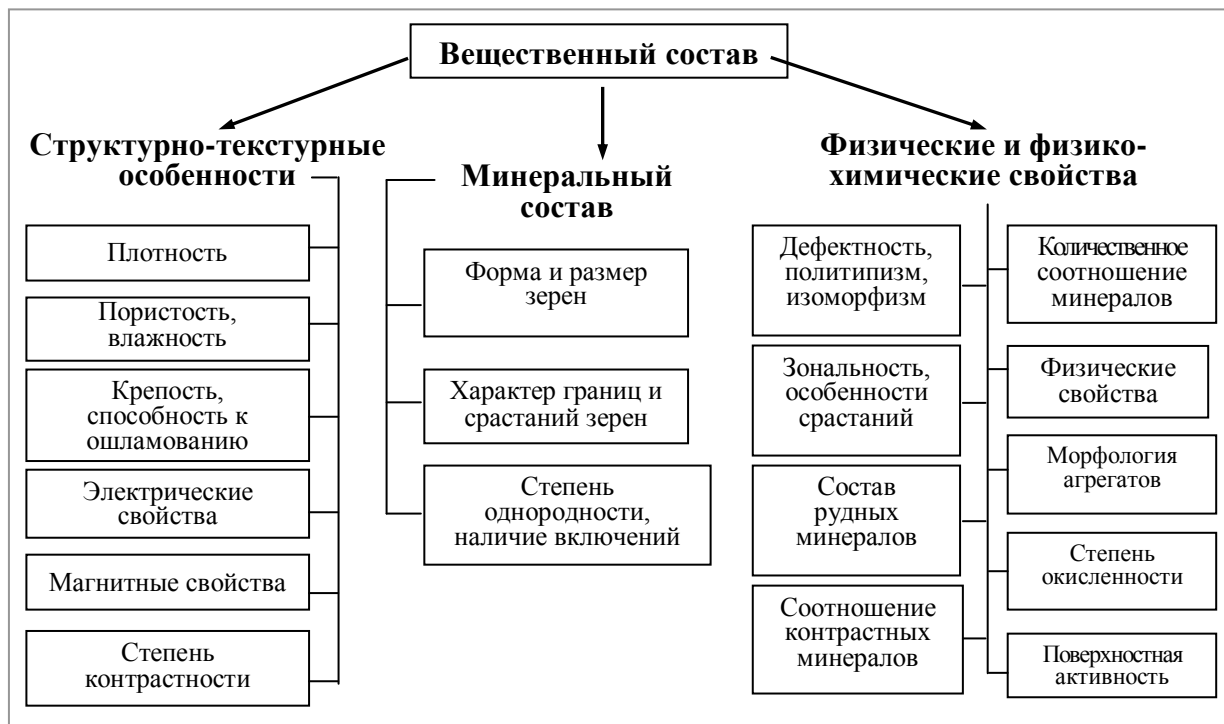 Вещественный состав
Структурно-текстурные
особенности
Плотность
Пористость,
влажность
Крепость,
способность к
ошламованию
Электрические
свойства
Магнитные свойства
Степень
контрастности
Минеральный
состав
Форма и размер
зерен
Характер границ и
срастаний зерен
Степень
однородности,
наличие включений
Физические и физико-
химические свойства
Дефектность,
политипизм,
изоморфизм
Зональность,
особенности
срастаний
Состав
рудных
минералов
Соотношение
контрастных
минералов
Количественное
соотношение
минералов
Физические
свойства
Морфология
агрегатов
Степень
окисленности
Поверхностная
активность